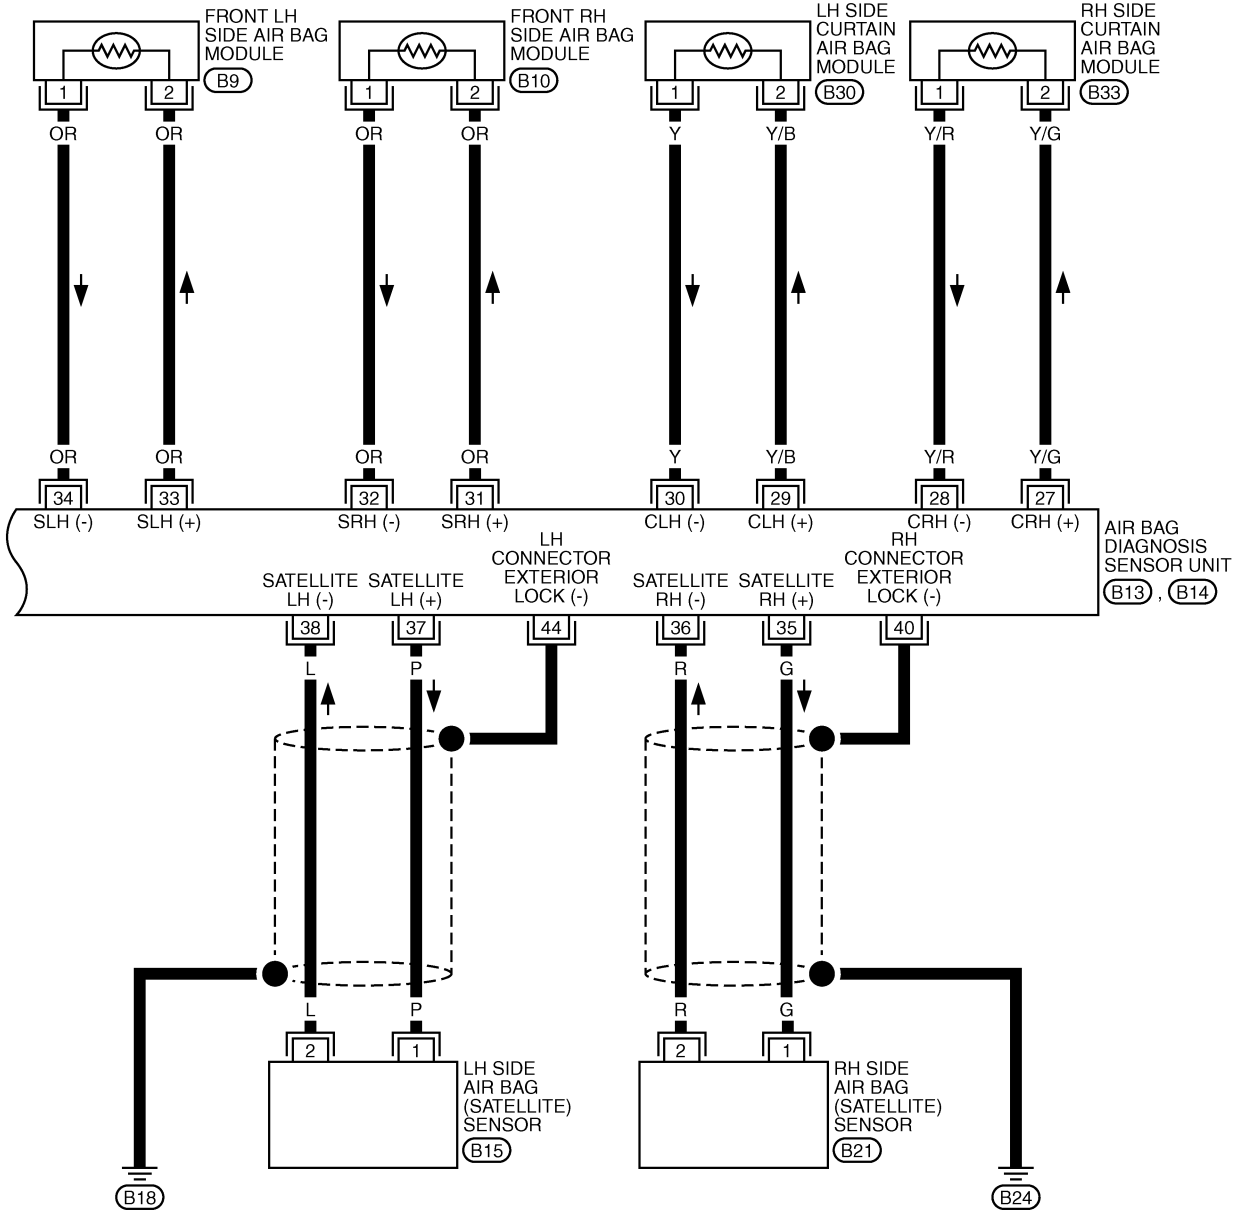 FRONT LH
SIDE AIR BAG
MODULE
B9
FRONT RH
SIDE AIR BAG
MODULE
B10
LH SIDE
CURTAIN
AIR BAG
MODULE
B30
RH SIDE
CURTAIN
AIR BAG
MODULE
B33
1 2 1 2 1 2 1 2
OR OR OR OR Y Y/B Y/R Y/G
OR OR OR OR Y Y/B Y/R Y/G
34 33 32 31 30 29 28 27
SLH (-) SLH (+) SRH (-) SRH (+) CLH (-) CLH (+) CRH (-) CRH (+)
AIR BAG
DIAGNOSIS
SENSOR UNIT
B13 , B14
SATELLITE
LH (-)
SATELLITE
LH (+)
LH
CONNECTOR
EXTERIOR
LOCK (-)
SATELLITE
RH (-)
SATELLITE
RH (+)
RH
CONNECTOR
EXTERIOR
LOCK (-)
38 37 44 36 35 40
L P R G
L P R G
2 1 2 1
LH SIDE
AIR BAG
(SATELLITE)
SENSOR
B15
RH SIDE
AIR BAG
(SATELLITE)
SENSOR
B21
B18 B24